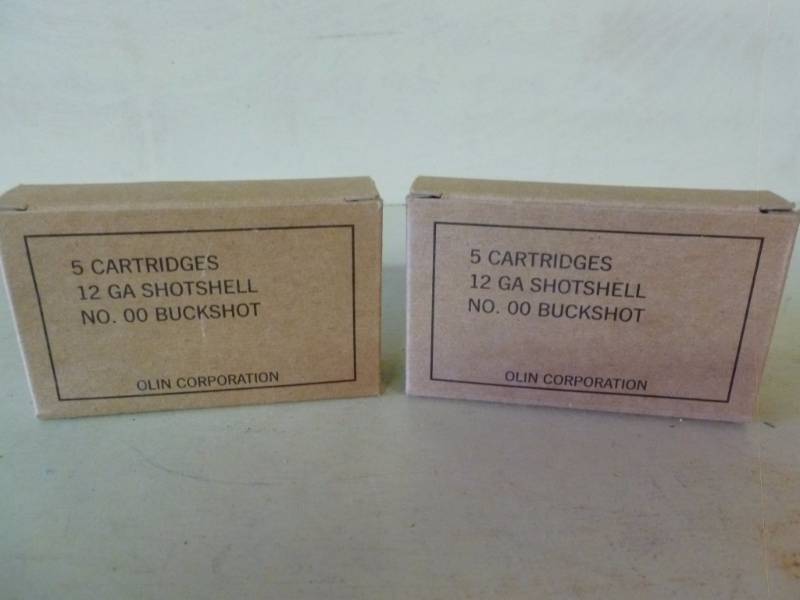 5 CARTRIDGES
12 GA SHOTSHELL
NO. 00 BUCKSHOT
OLIN CORPORATION
5 CARTRIDGES
12 GA SHOTSHELL
NO. 00 BUCKSHOT
OLIN CORPORATION